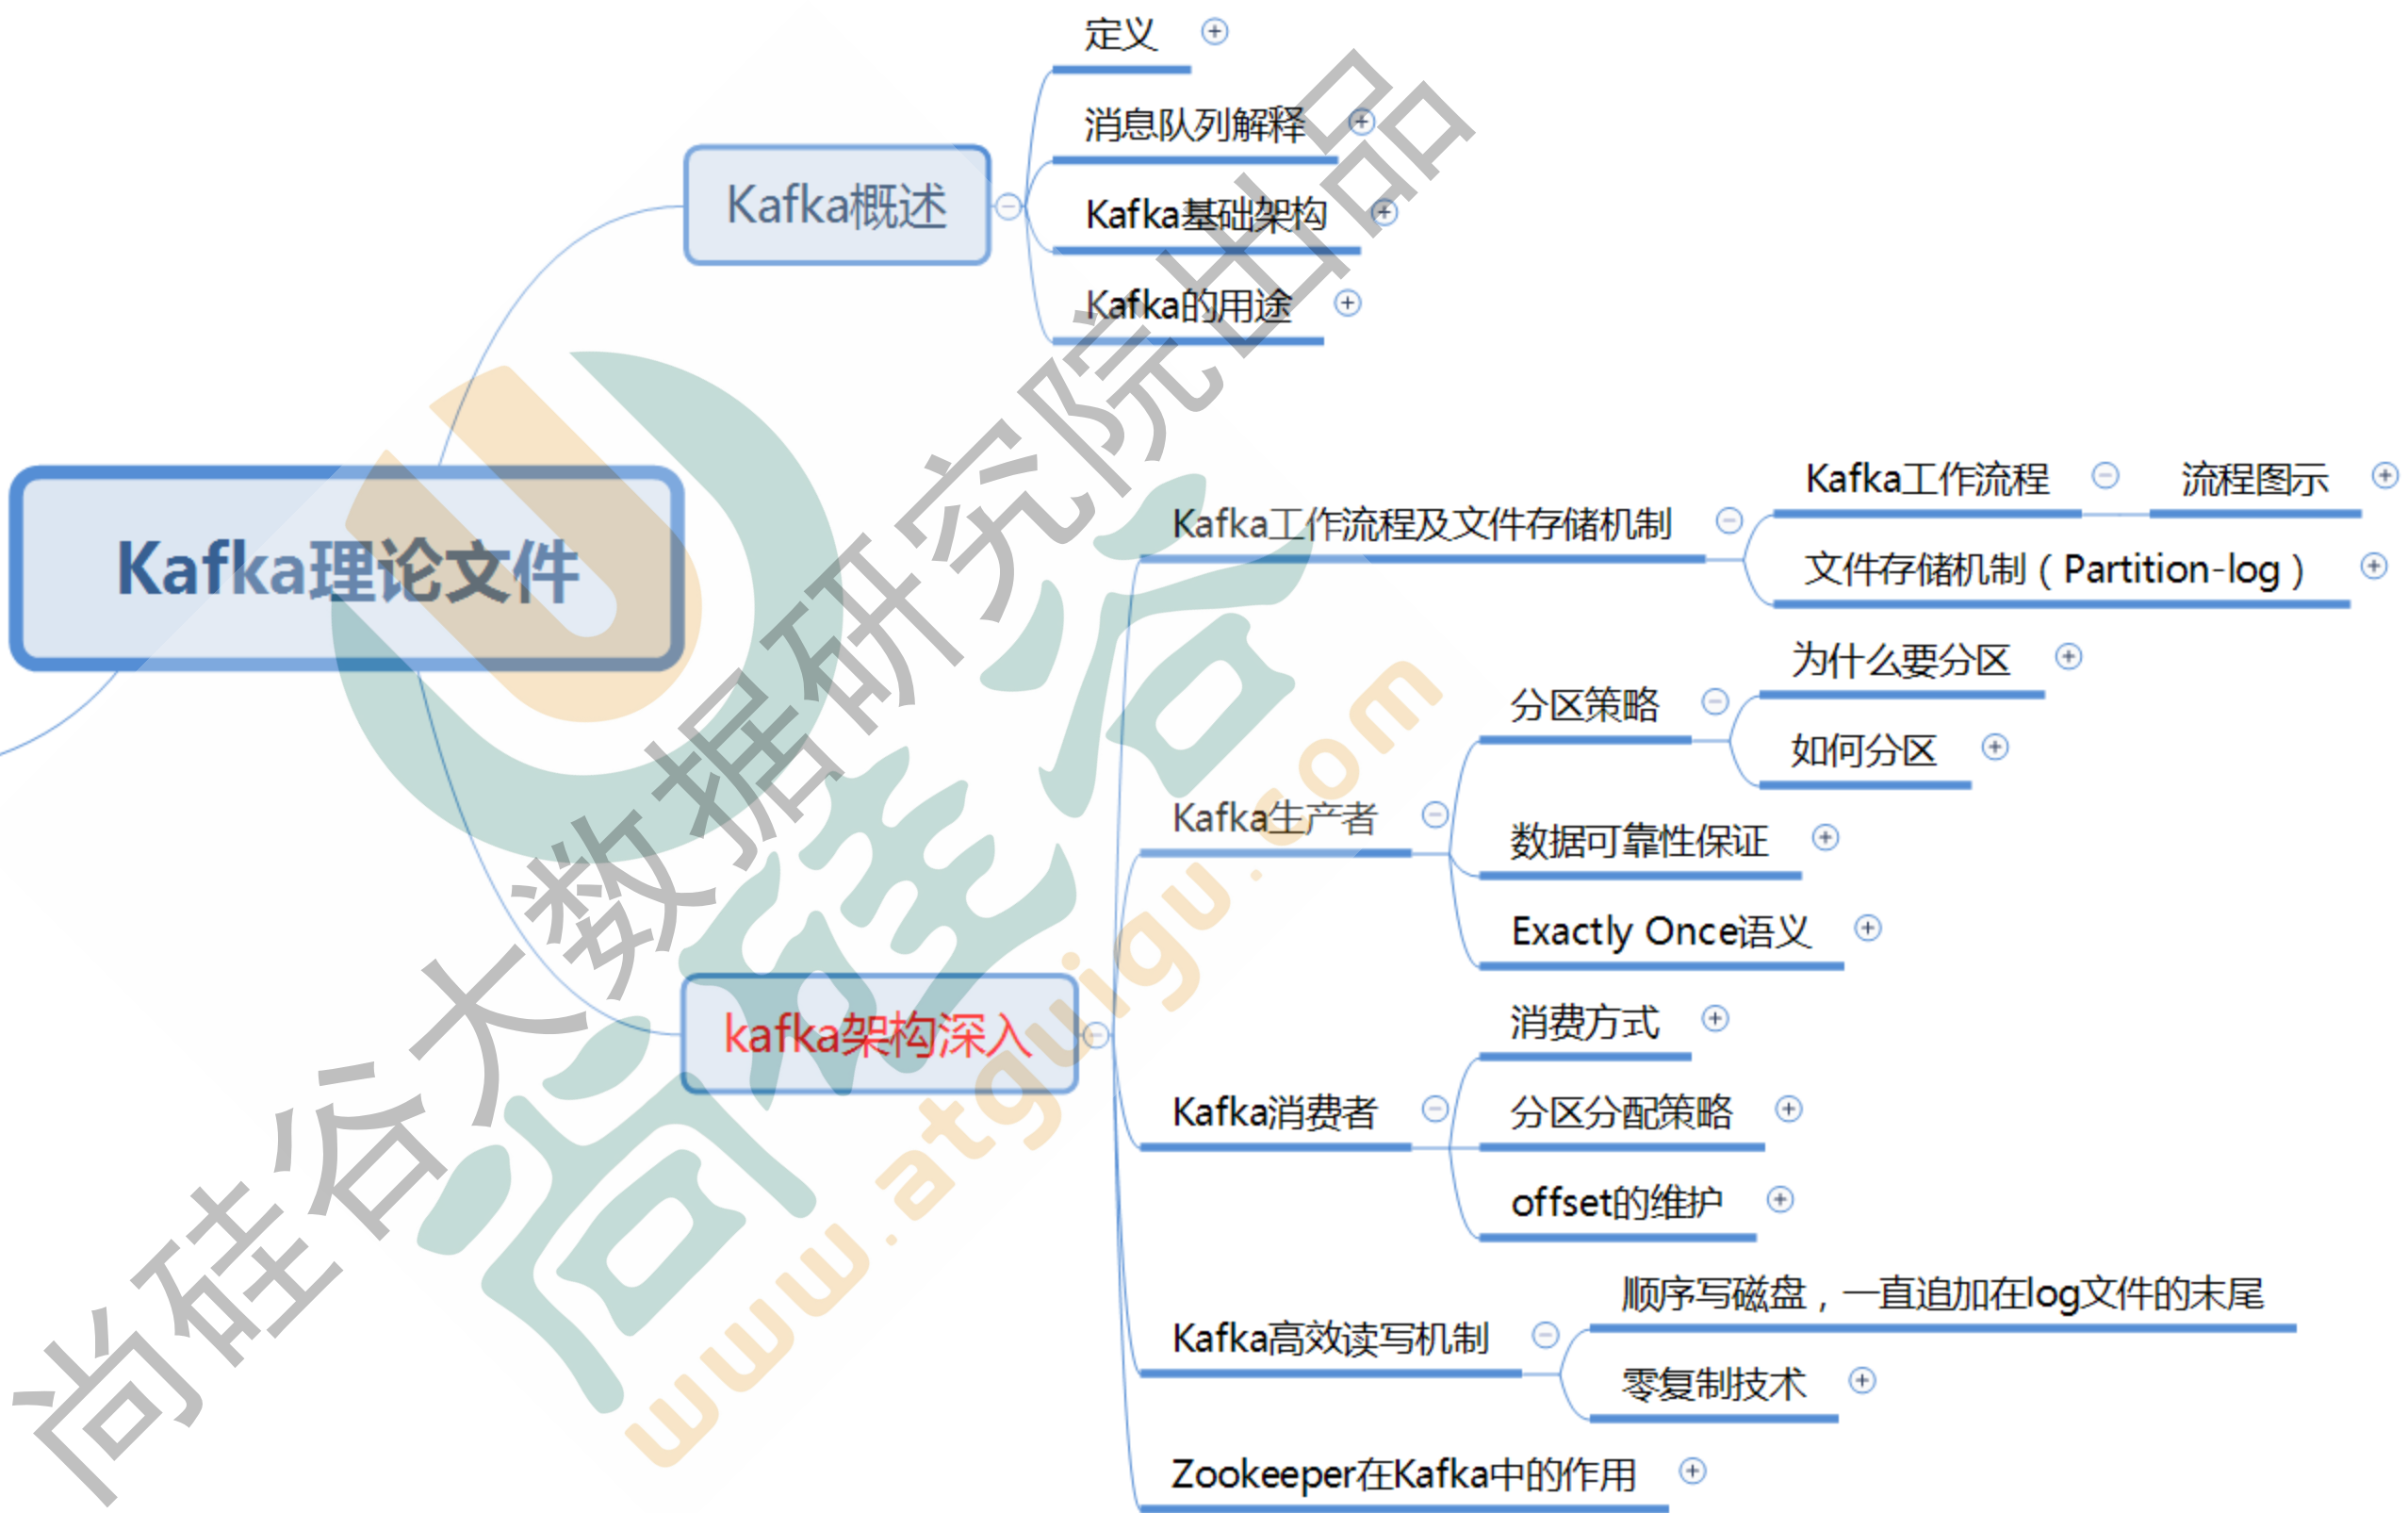 定义
消息队列解释
Kafka概述
Kafka基础架构
Kafka的用途
Kafka理论文件
Kafka工作流程及文件存储机制
Kafka工作流程
流程图示
文件存储机制（Partition-log）
Kafka生产者
分区策略
为什么要分区
如何分区
数据可靠性保证
Exactly Once语义
kafka架构深入
Kafka消费者
消费方式
分区分配策略
offset的维护
Kafka高效读写机制
顺序写磁盘，一直追加在log文件的末尾
零复制技术
Zookeeper在Kafka中的作用
尚硅谷大数据研究院出品
尚硅谷
www.atguigu.com